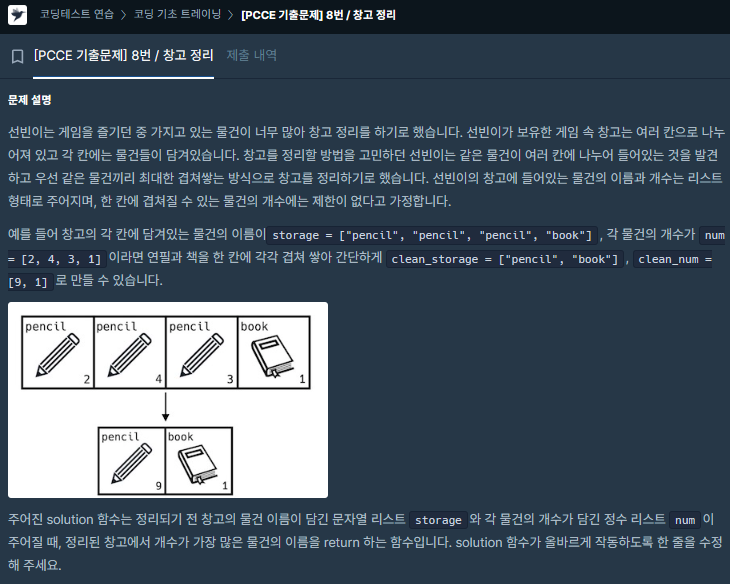 코딩테스트 연습 > 코딩 기초 트레이닝 > [PCCE 기출문제] 8번 / 창고 정리
[PCCE 기출문제] 8번 / 창고 정리 제출 내역
문제 설명
선빈이는 게임을 즐기던 중 가지고 있는 물건이 너무 많아 창고 정리를 하기로 했습니다. 선빈이가 보유한 게임 속 창고는 여러 칸으로 나누
어져 있고 각 칸에는 물건들이 담겨있습니다. 창고를 정리할 방법을 고민하던 선빈이는 같은 물건이 여러 칸에 나누어 들어있는 것을 발견
하고 우선 같은 물건끼리 최대한 겹쳐쌓는 방식으로 창고를 정리하기로 했습니다. 선빈이의 창고에 들어있는 물건의 이름과 개수는 리스트
형태로 주어지며, 한 칸에 겹쳐질 수 있는 물건의 개수에는 제한이 없다고 가정합니다.
예를 들어 창고의 각 칸에 담겨있는 물건의 이름이 storage = ["pencil", "pencil", "pencil", "book"] , 각 물건의 개수가 num
= [2, 4, 3, 1] 이라면 연필과 책을 한 칸에 각각 겹쳐 쌓아 간단하게 clean_storage = ["pencil", "book"] , clean_num =
[9, 1] 로 만들 수 있습니다.
pencil pencil pencil book
2 4 3 1
pencil book
9 1
주어진 solution 함수는 정리되기 전 창고의 물건 이름이 담긴 문자열 리스트 storage 와 각 물건의 개수가 담긴 정수 리스트 num 이
주어질 때, 정리된 창고에서 개수가 가장 많은 물건의 이름을 return 하는 함수입니다. solution 함수가 올바르게 작동하도록 한 줄을 수정
해 주세요.